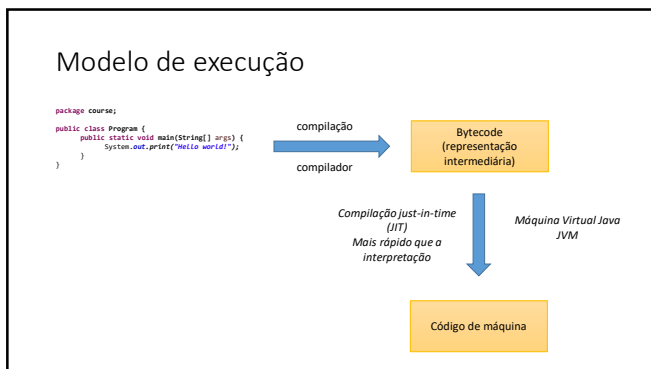 Modelo de execução
package course;
public class Program {
public static void main(String[] args) {
System.out.print("Hello world!");
}
}
compilação
compilador
Bytecode
(representação
intermediária)
Compilação just-in-time
(JIT)
Mais rápido que a
interpretação
Máquina Virtual Java
JVM
Código de máquina